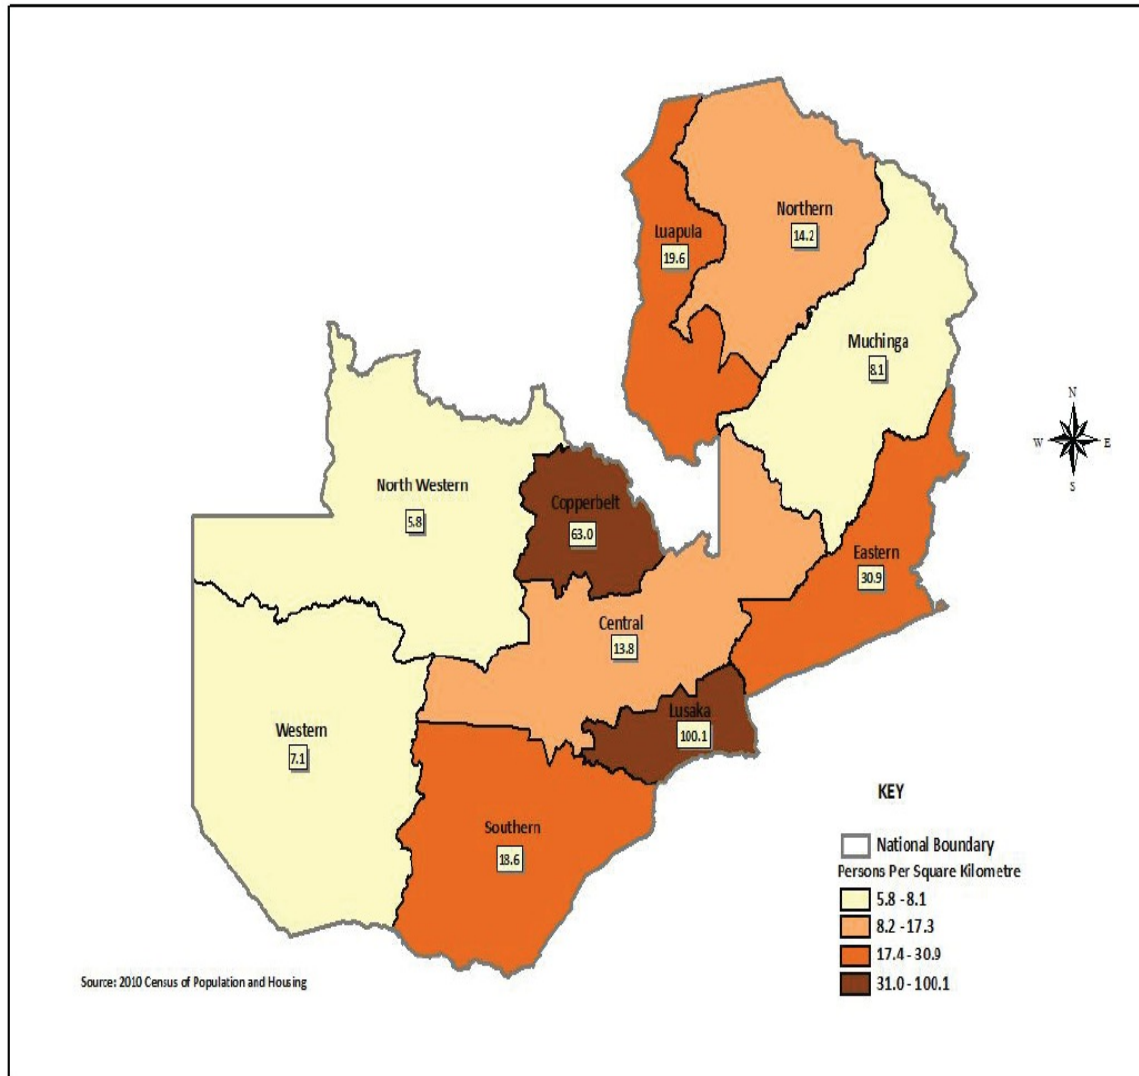 Northern
14.2
Luapula
19.6
Muchinga
8.1
N
W E
S
North Western
5.8
Copperbelt
63.0
Eastern
30.9
Central
13.8
Lusaka
100.1
Western
7.1
Southern
18.6
KEY
National Boundary
Persons Per Square Kilometre
5.8 - 8.1
8.2 - 17.3
17.4 - 30.9
31.0 - 100.1
Source: 2010 Census of Population and Housing